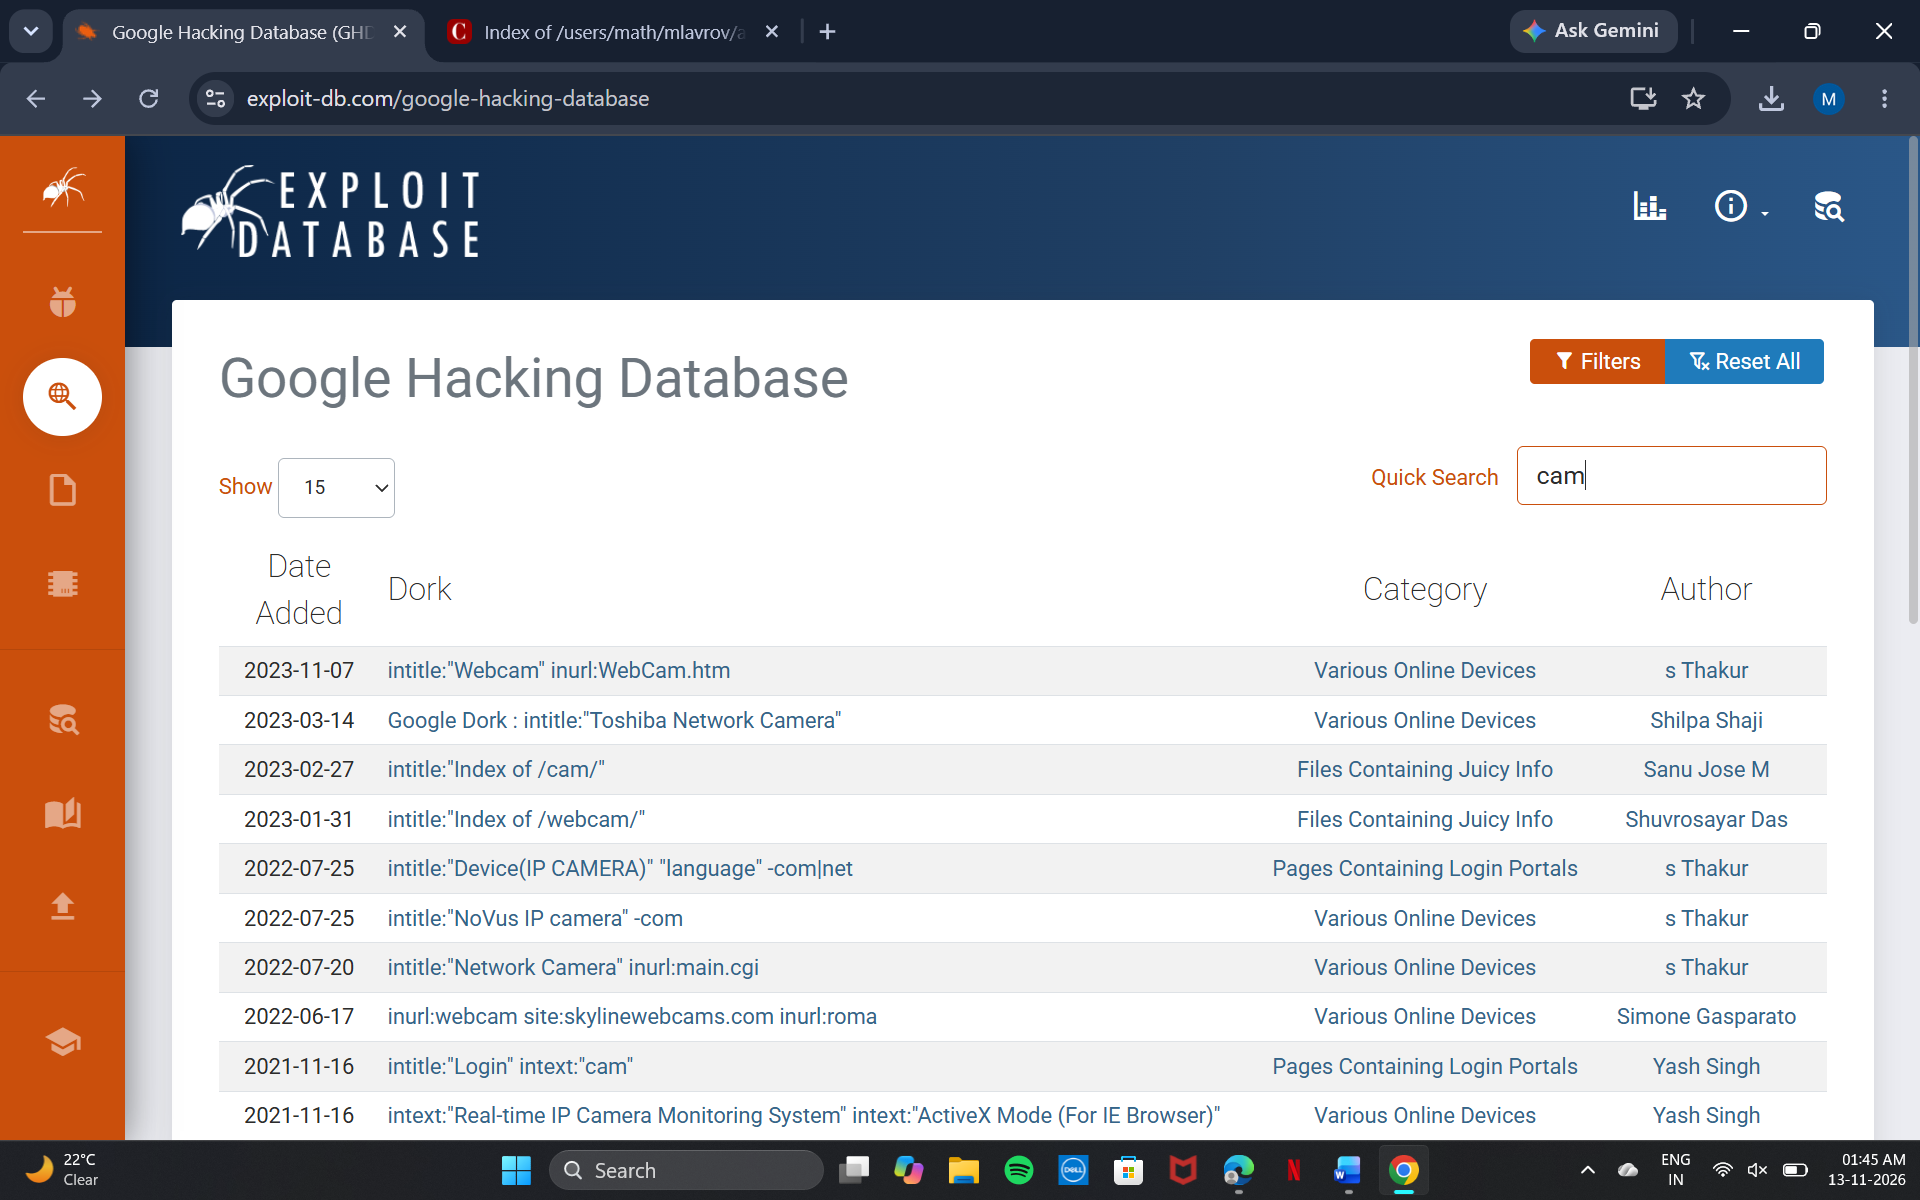 Google Hacking Database (GHD
Index of /users/math/mlavrov/a
Ask Gemini
exploit-db.com/google-hacking-database
M
EXPLOIT
DATABASE
Google Hacking Database
Filters
Reset All
Show 15
Quick Search cam
Date Added Dork Category Author
2023-11-07 intitle:"Webcam" inurl:WebCam.htm Various Online Devices s Thakur
2023-03-14 Google Dork : intitle:"Toshiba Network Camera" Various Online Devices Shilpa Shaji
2023-02-27 intitle:"Index of /cam/" Files Containing Juicy Info Sanu Jose M
2023-01-31 intitle:"Index of /webcam/" Files Containing Juicy Info Shuvrosayar Das
2022-07-25 intitle:"Device(IP CAMERA)" "language" -com|net Pages Containing Login Portals s Thakur
2022-07-25 intitle:"NoVus IP camera" -com Various Online Devices s Thakur
2022-07-20 intitle:"Network Camera" inurl:main.cgi Various Online Devices s Thakur
2022-06-17 inurl:webcam site:skylinewebcams.com inurl:roma Various Online Devices Simone Gasparato
2021-11-16 intitle:"Login" intext:"cam" Pages Containing Login Portals Yash Singh
2021-11-16 intext:"Real-time IP Camera Monitoring System" intext:"ActiveX Mode (For IE Browser)" Various Online Devices Yash Singh
22°C
Clear
Search
DELL
N
W
ENG
IN
01:45 AM
13-11-2026